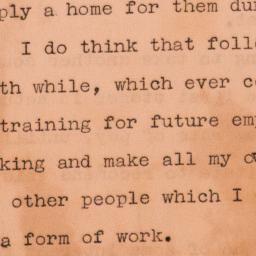 ply a home for them du
I do think that foll
th while, which ever c
training for future em
king and make all my o
other people which I
a form of work.